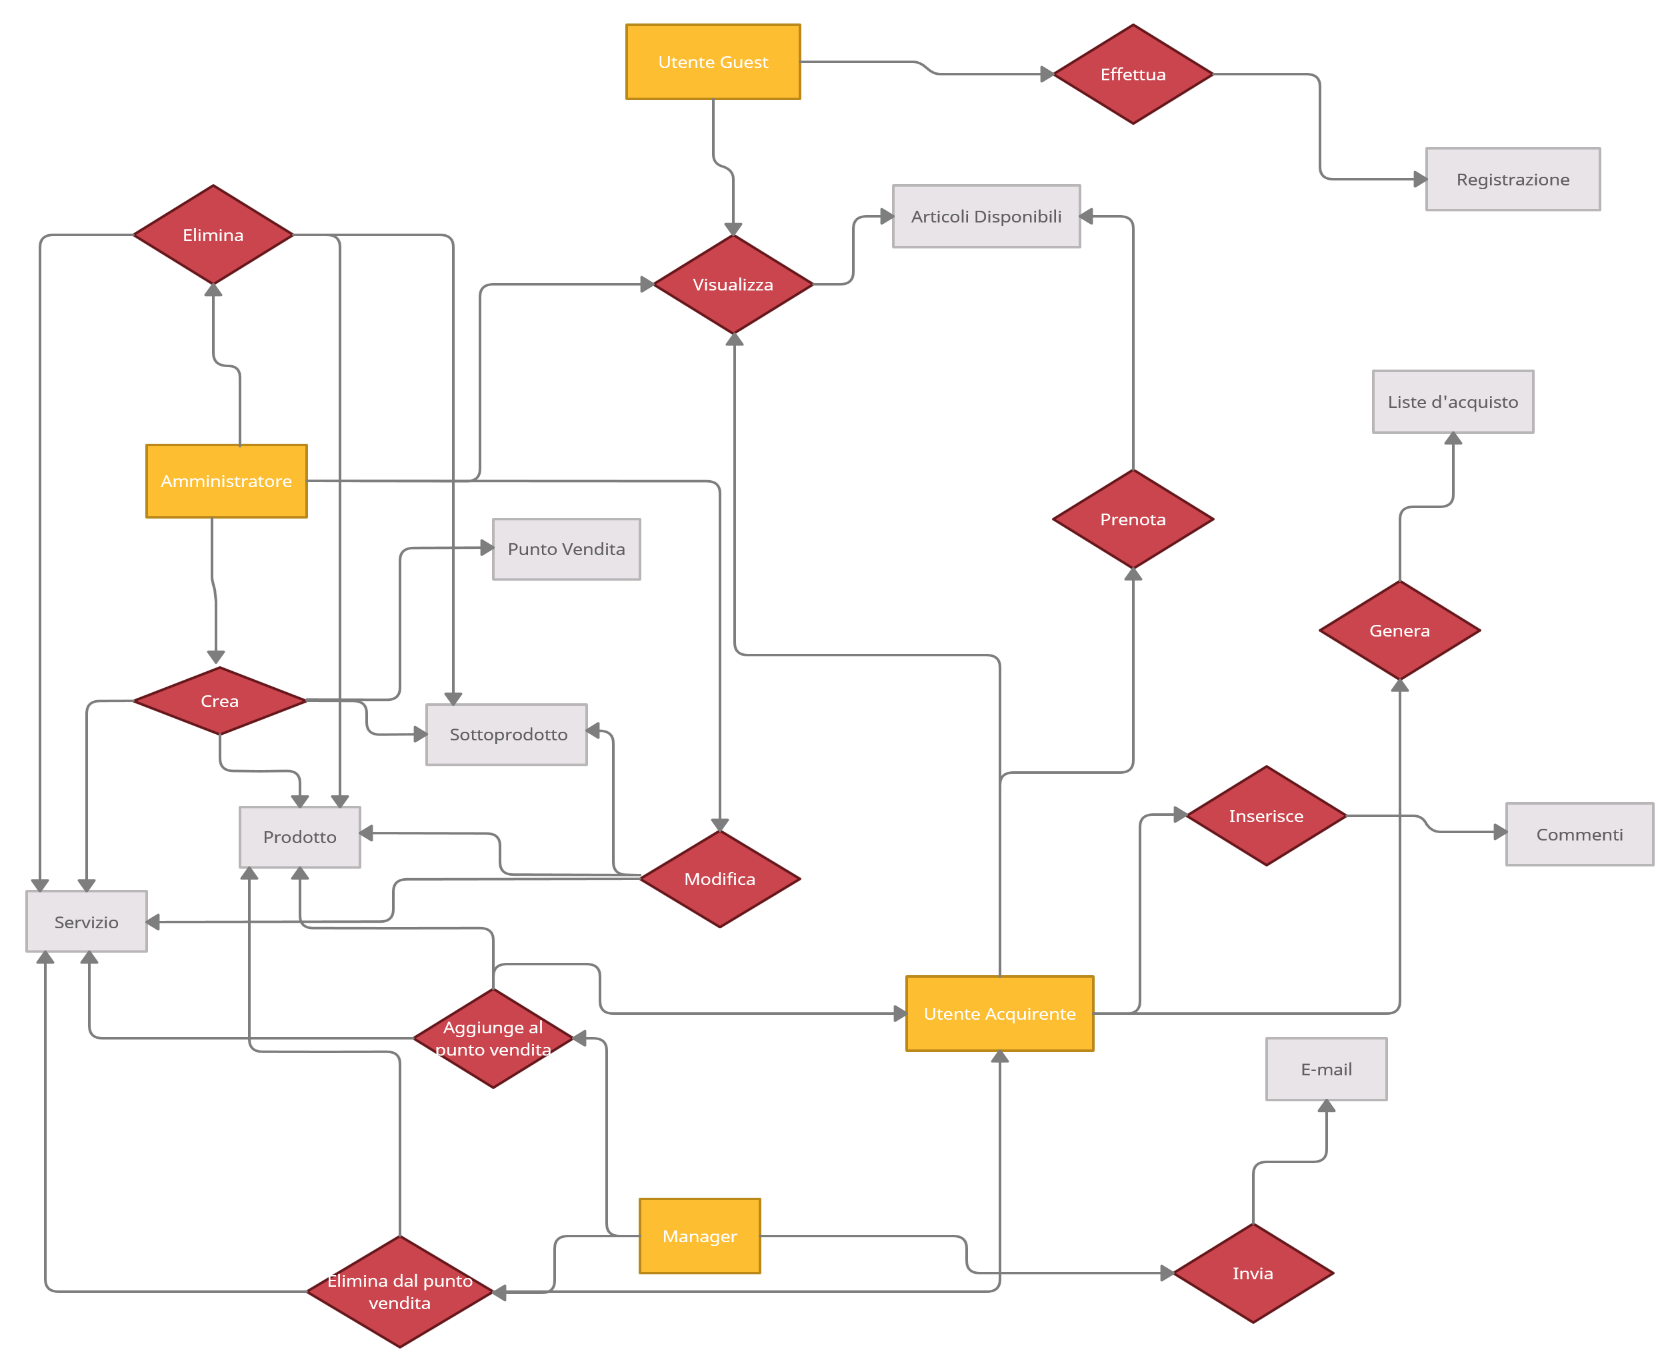 Utente Guest
Effettua
Registrazione
Articoli Disponibili
Elimina
Visualizza
Liste d'acquisto
Amministratore
Prenota
Punto Vendita
Genera
Crea
Sottoprodotto
Inserisce
Commenti
Prodotto
Modifica
Servizio
Utente Acquirente
Aggiunge al
punto vendita
E-mail
Manager
Invia
Elimina dal punto
vendita